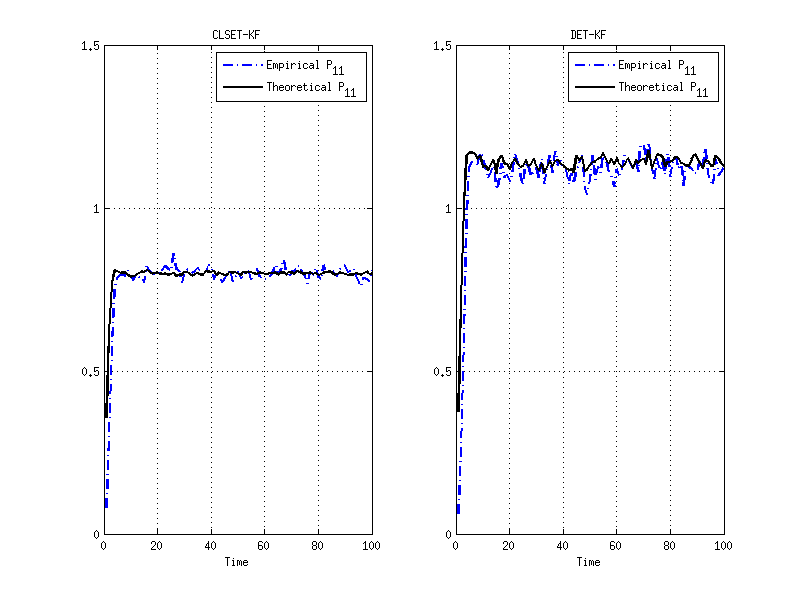 CLSET-KF
1.5
1
0.5
0
0 20 40 60 80 100
Time
Empirical P11
Theoretical P11
DET-KF
1.5
1
0.5
0
0 20 40 60 80 100
Time
Empirical P11
Theoretical P11